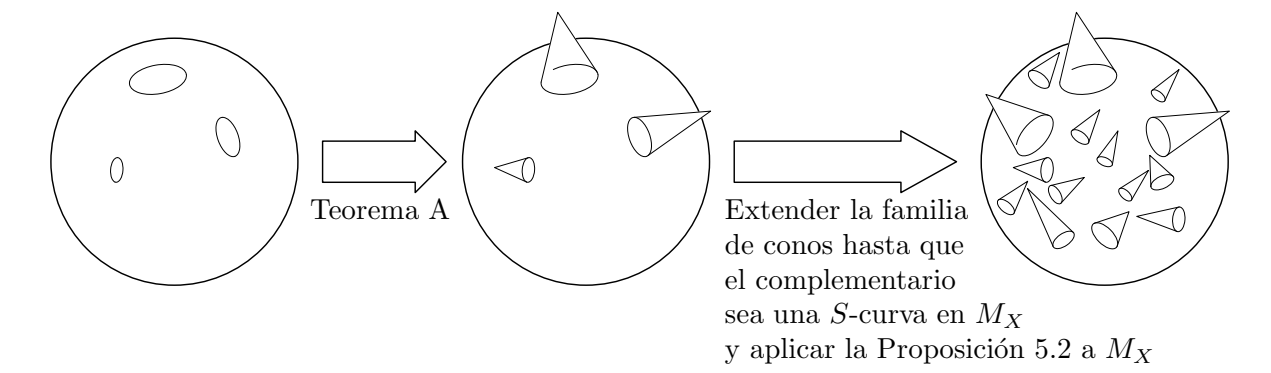 Teorema A
Extender la familia
de conos hasta que
el complementario
sea una S-curva en M_X
y aplicar la Proposición 5.2 a M_X